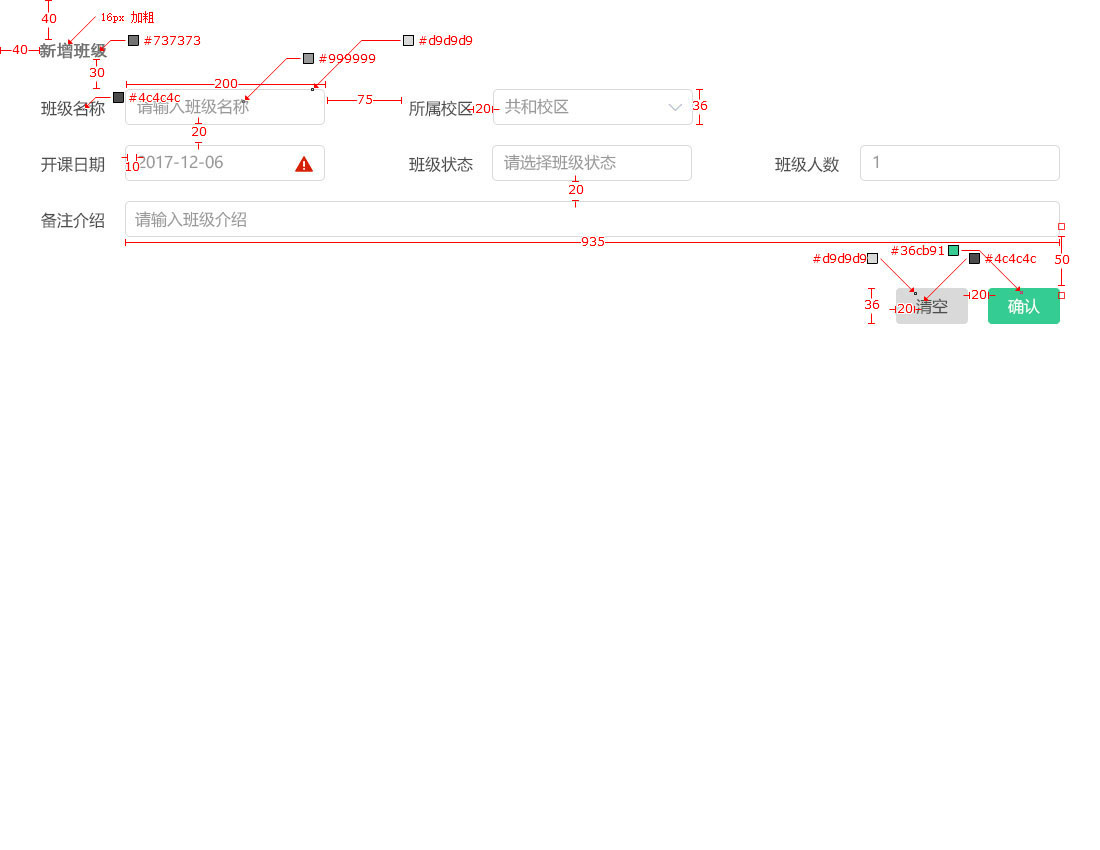 40
16px 加粗
#737373
#d9d9d9
40
新增班级
#999999
30
200
#4c4c4c
75
班级名称
请输入班级名称
所属校区
20
共和校区
36
20
开课日期
10
2017-12-06
班级状态
请选择班级状态
班级人数
1
20
备注介绍
请输入班级介绍
935
#d9d9d9
#36cb91
#4c4c4c
50
36
20
清空
20
确认